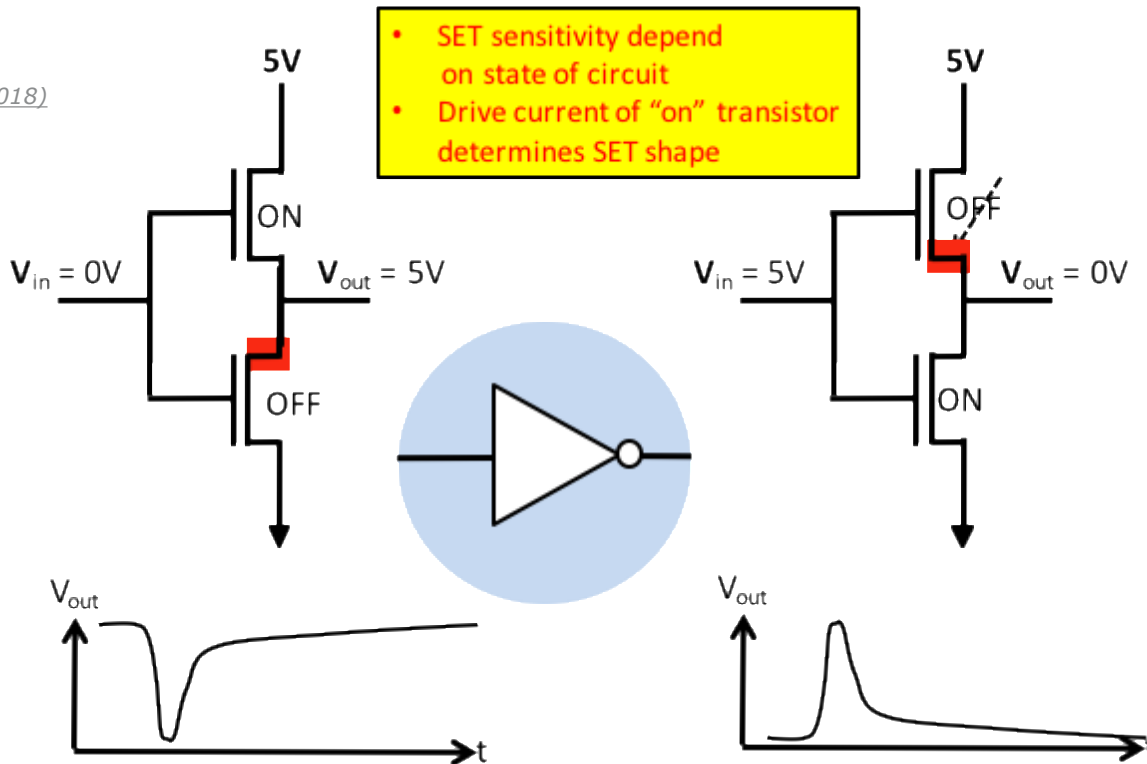 018)
• SET sensitivity depend
on state of circuit
• Drive current of “on” transistor
determines SET shape
5V
ON
Vin = 0V
Vout = 5V
OFF
5V
OFF
Vin = 5V
Vout = 0V
ON
Vout
t
Vout